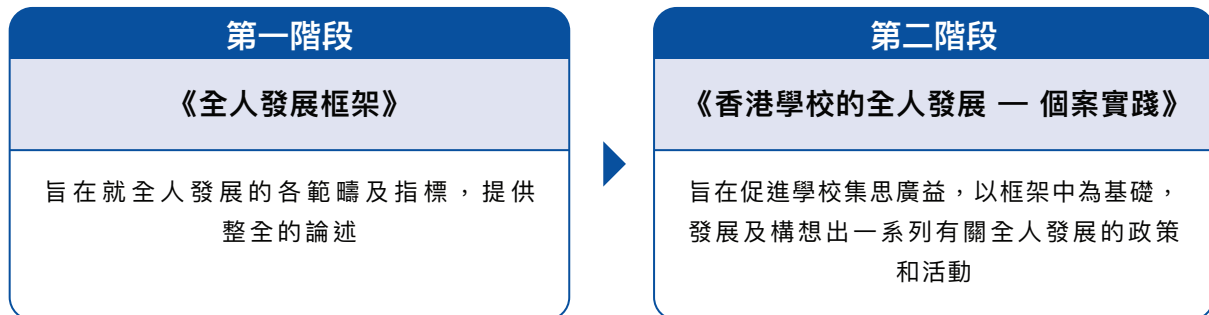 第一階段
《全人發展框架》
旨在就全人發展的各範疇及指標，提供
整全的論述
第二階段
《香港學校的全人發展 — 個案實踐》
旨在促進學校集思廣益，以框架中為基礎，
發展及構想出一系列有關全人發展的政策
和活動